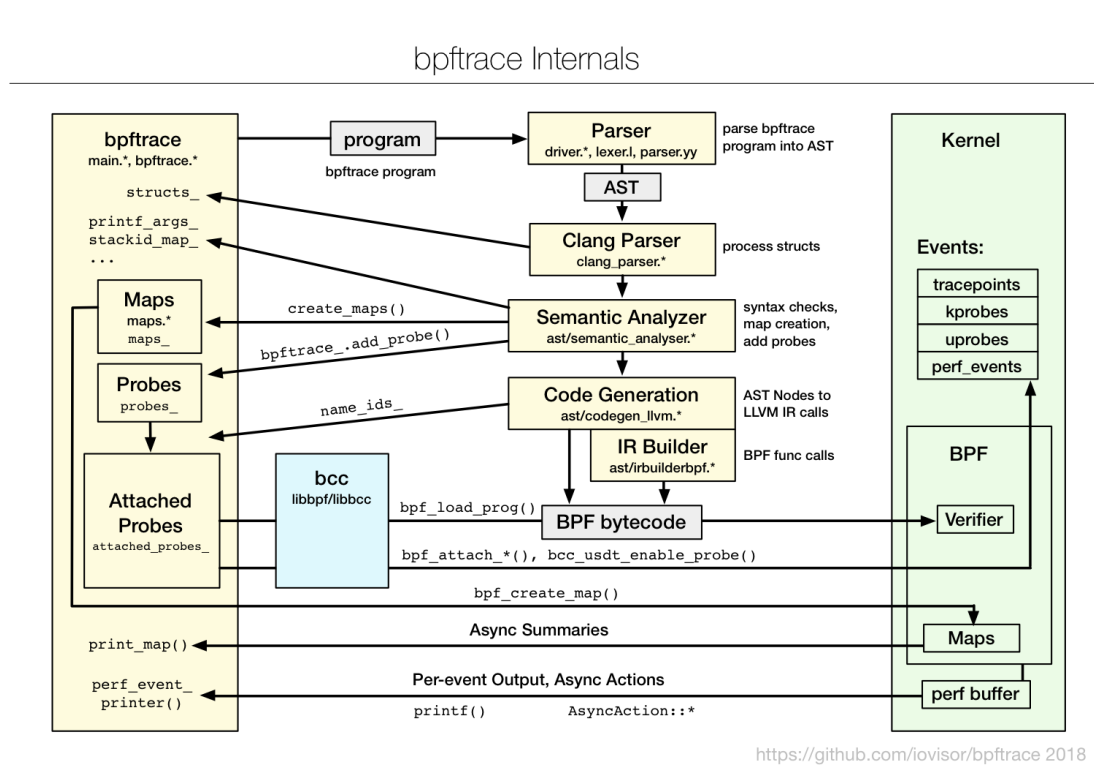 bpftrace Internals
bpftrace
main.*, bpftrace.*
structs_
printf_args_
stackid_map_
...
Maps
maps.*
maps_
Probes
probes_
Attached
Probes
attached_probes_
print_map()
perf_event_
printer()
program
bpftrace program
create_maps()
bpftrace_.add_probe()
name_ids_
bcc
libbpf/libbcc
Parser
driver.*, lexer.l, parser.yy
parse bpftrace
program into AST
AST
Clang Parser
clang_parser.*
process structs
Semantic Analyzer
ast/semantic_analyser.*
syntax checks,
map creation,
add probes
Code Generation
ast/codegen_llvm.*
AST Nodes to
LLVM IR calls
IR Builder
ast/irbuilderbpf.*
BPF func calls
bpf_load_prog()
BPF bytecode
bpf_attach_*(), bcc_usdt_enable_probe()
bpf_create_map()
Async Summaries
Per-event Output, Async Actions
printf()
AsyncAction::*
Kernel
Events:
tracepoints
kprobes
uprobes
perf_events
BPF
Verifier
Maps
perf buffer
https://github.com/iovisor/bpftrace 2018